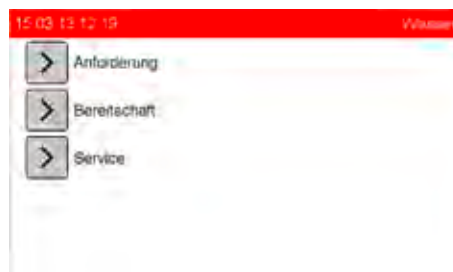 15.03.13 12:19 Wasser
Anforderung
Bereitschaft
Service